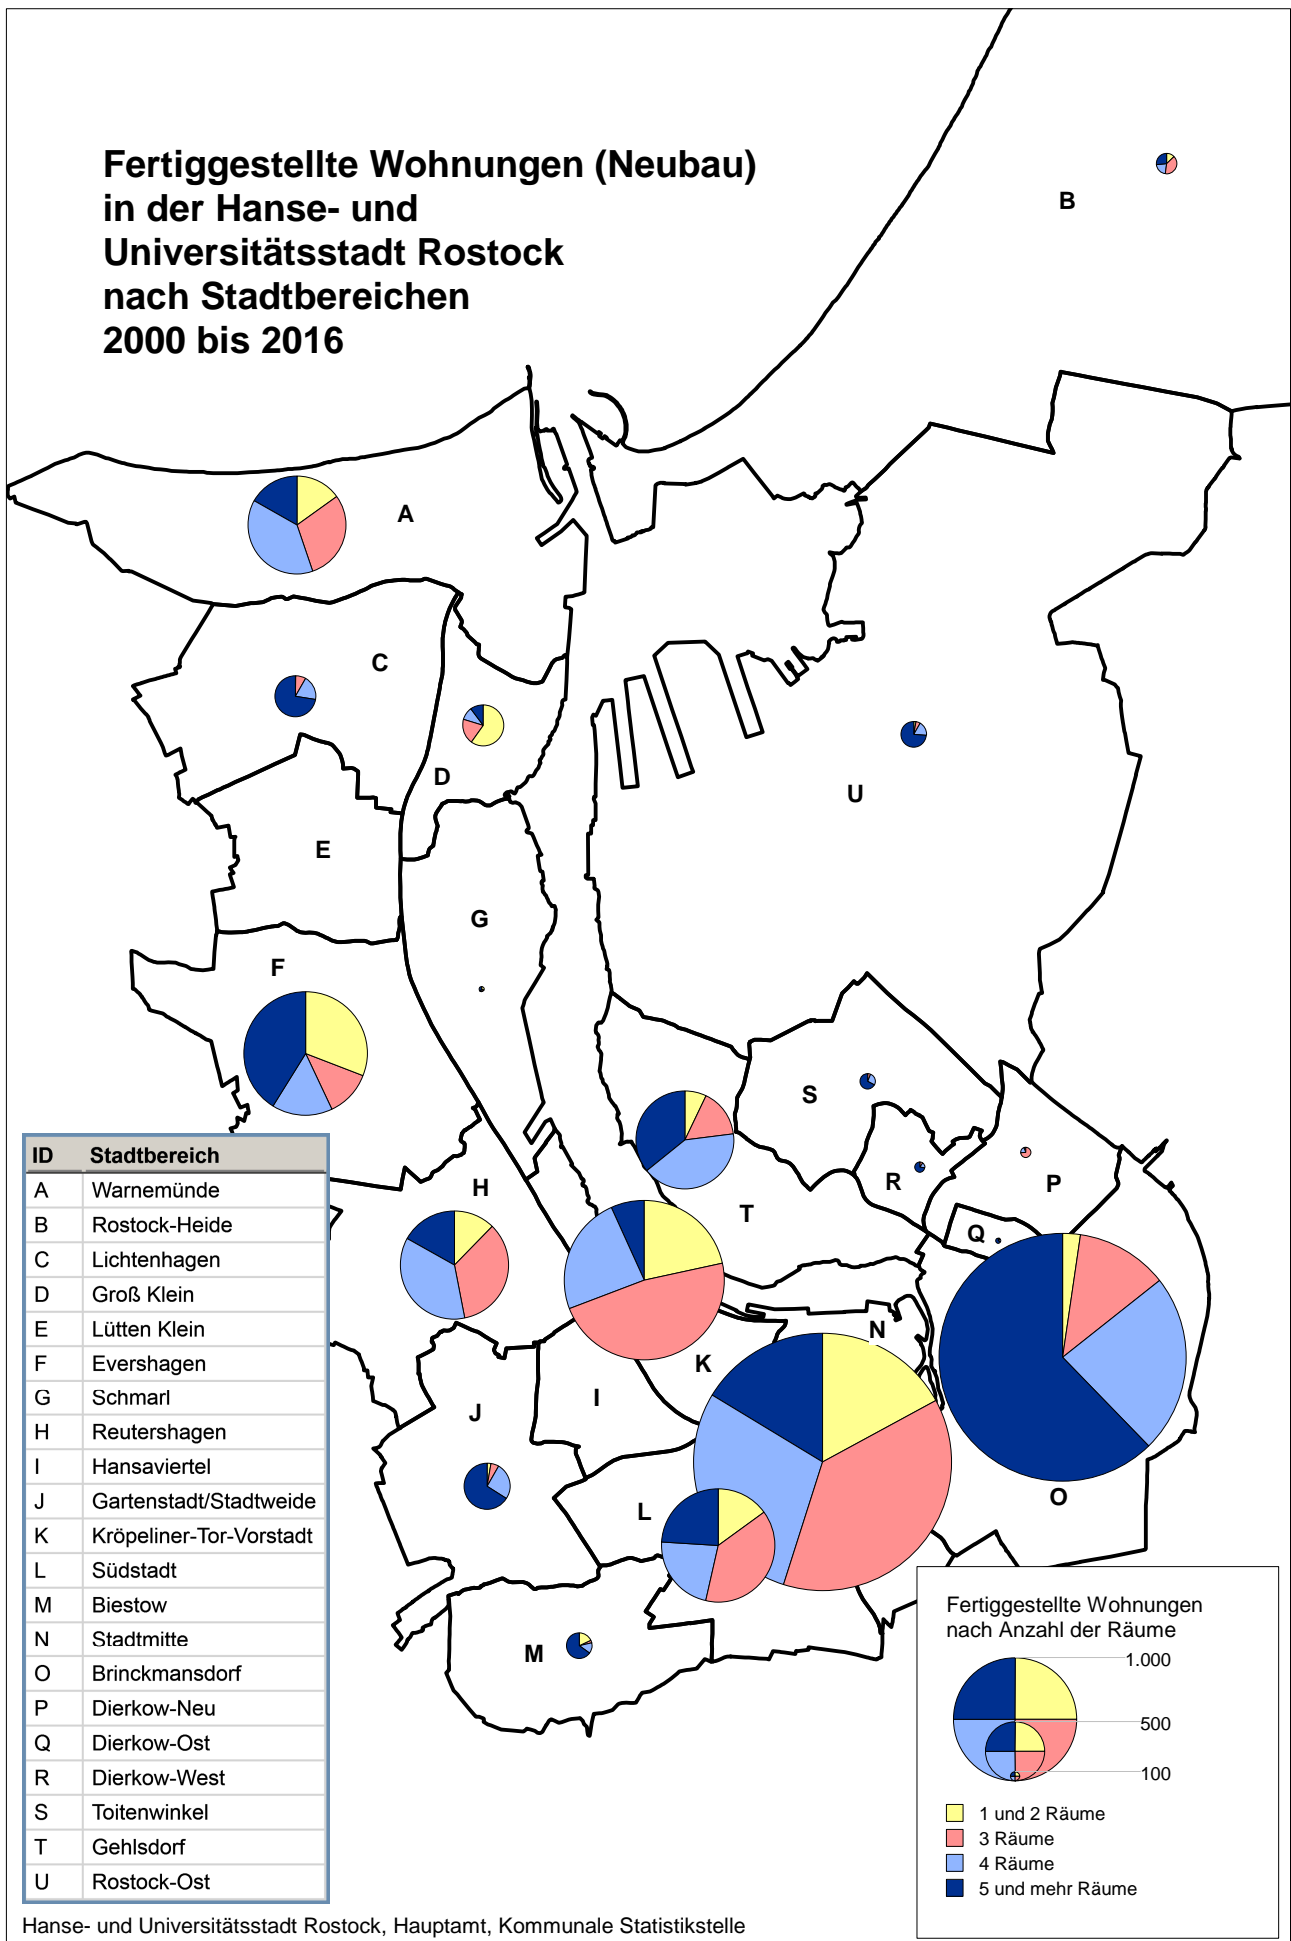 Fertiggestellte Wohnungen (Neubau)
in der Hanse- und
Universitätsstadt Rostock
nach Stadtbereichen
2000 bis 2016
B
A
C
D
U
E
G
F
S
R
P
H
T
Q
N
K
I
J
O
L
M
ID Stadtbereich
A Warnemünde
B Rostock-Heide
C Lichtenhagen
D Groß Klein
E Lütten Klein
F Evershagen
G Schmarl
H Reutershagen
I Hansaviertel
J Gartenstadt/Stadtweide
K Kröpeliner-Tor-Vorstadt
L Südstadt
M Biestow
N Stadtmitte
O Brinckmansdorf
P Dierkow-Neu
Q Dierkow-Ost
R Dierkow-West
S Toitenwinkel
T Gehlsdorf
U Rostock-Ost
Fertiggestellte Wohnungen
nach Anzahl der Räume
1.000
500
100
1 und 2 Räume
3 Räume
4 Räume
5 und mehr Räume
Hanse- und Universitätsstadt Rostock, Hauptamt, Kommunale Statistikstelle